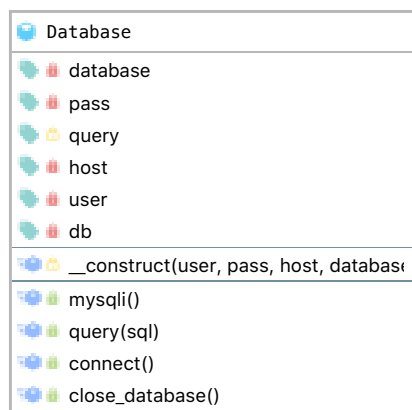 Database
database
pass
query
host
user
db
__construct(user, pass, host, database
mysqli()
query(sql)
connect()
close_database()